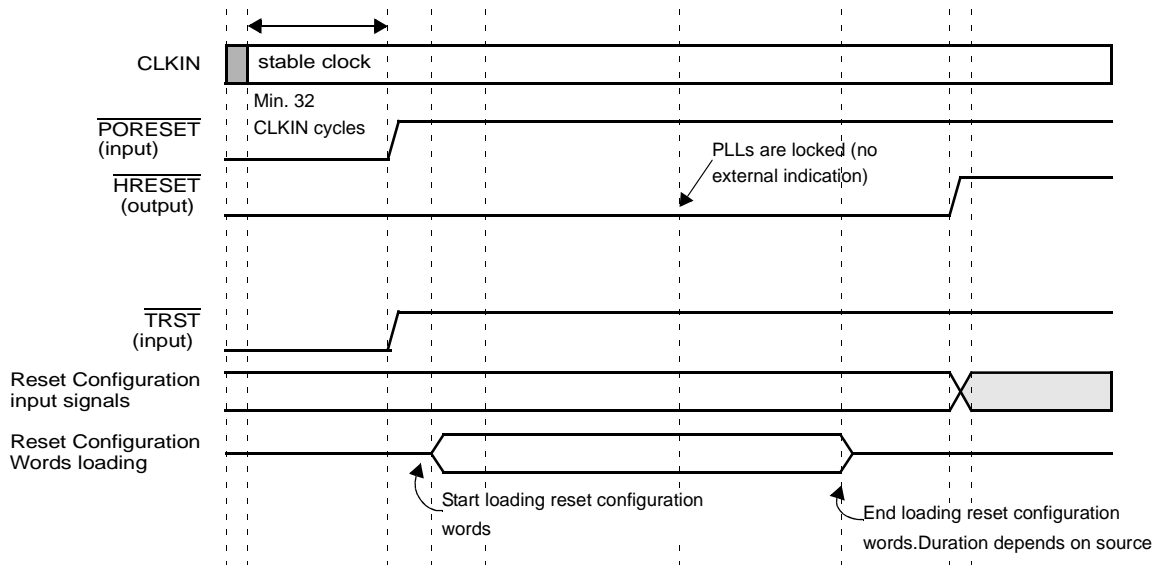 CLKIN
stable clock
Min. 32
CLKIN cycles
PORESET
(input)
PLLs are locked (no
external indication)
HRESET
(output)
TRST
(input)
Reset Configuration
input signals
Reset Configuration
Words loading
Start loading reset configuration
words
End loading reset configuration
words.Duration depends on source